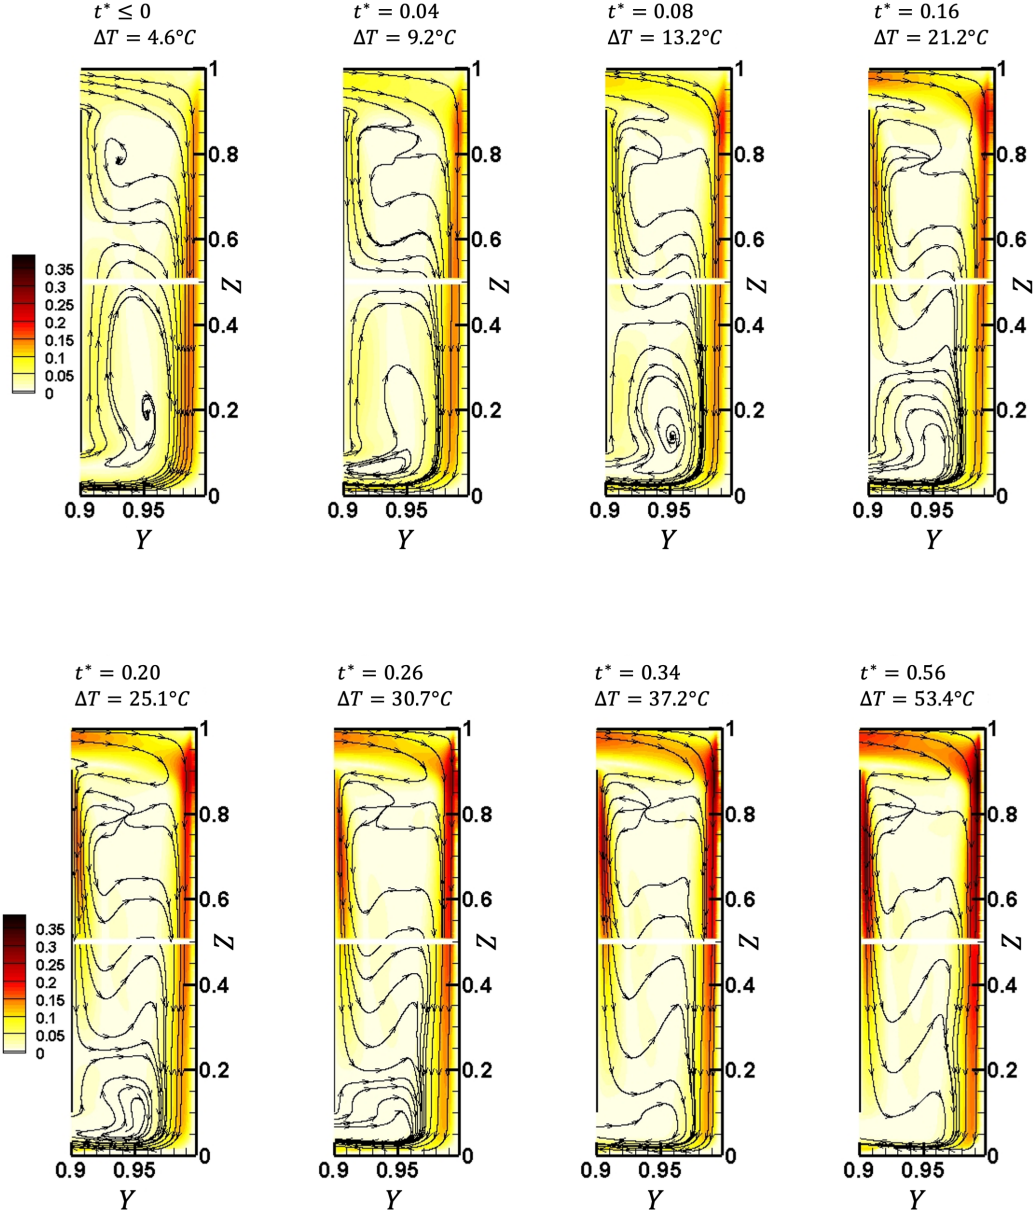 t* ≤ 0
ΔT = 4.6°C
t* = 0.04
ΔT = 9.2°C
t* = 0.08
ΔT = 13.2°C
t* = 0.16
ΔT = 21.2°C
1 1 1 1
0.8 0.8 0.8 0.8
0.6 0.6 0.6 0.6
0.35
0.3
0.25
0.2
0.15
0.1
0.05
0
Z Z Z Z
0.4 0.4 0.4 0.4
0.2 0.2 0.2 0.2
0 0 0 0
0.9 0.95 0.9 0.95 0.9 0.95 0.9 0.95
Y Y Y Y
t* = 0.20
ΔT = 25.1°C
t* = 0.26
ΔT = 30.7°C
t* = 0.34
ΔT = 37.2°C
t* = 0.56
ΔT = 53.4°C
1 1 1 1
0.8 0.8 0.8 0.8
0.6 0.6 0.6 0.6
0.35
0.3
0.25
0.2
0.15
0.1
0.05
0
Z Z Z Z
0.4 0.4 0.4 0.4
0.2 0.2 0.2 0.2
0 0 0 0
0.9 0.95 0.9 0.95 0.9 0.95 0.9 0.95
Y Y Y Y